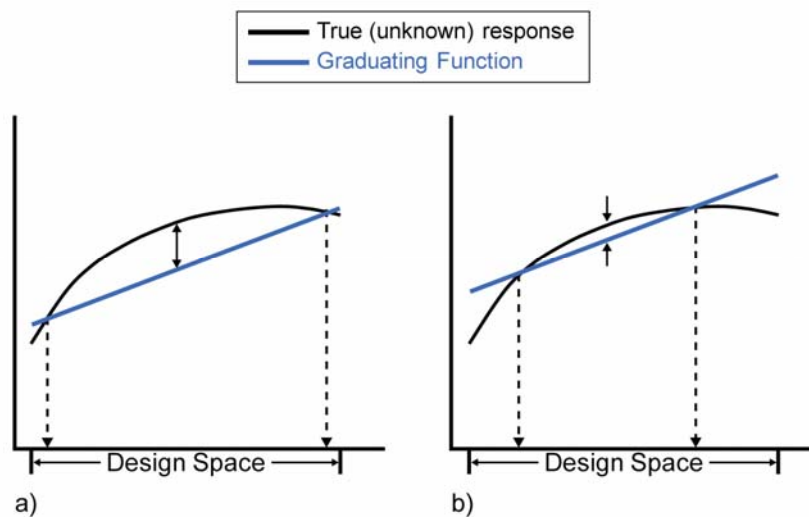 True (unknown) response
Graduating Function
Design Space
Design Space
a)
b)